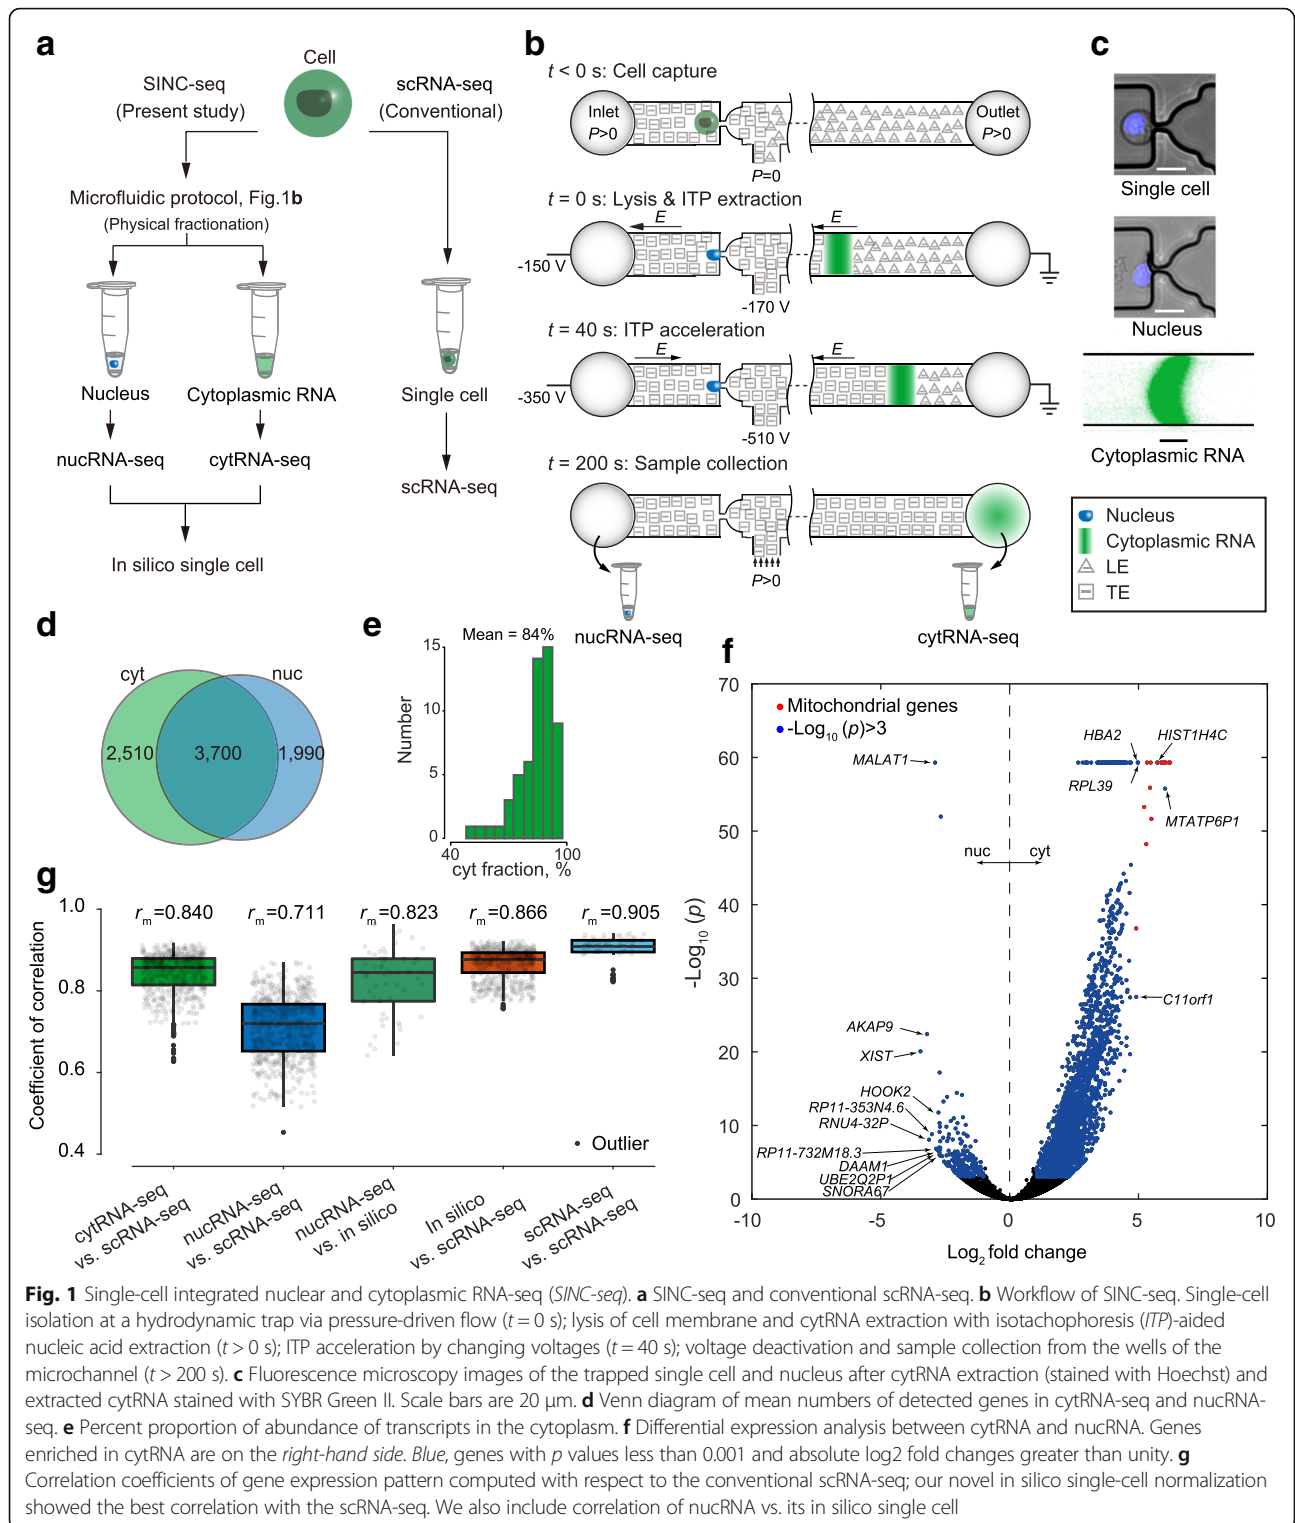 a
SINC-seq
(Present study)
Cell
scRNA-seq
(Conventional)
Microfluidic protocol, Fig.1b
(Physical fractionation)
Nucleus
Cytoplasmic RNA
Single cell
nucRNA-seq
cytRNA-seq
scRNA-seq
In silico single cell
b
t < 0 s: Cell capture
Inlet
P>0
Outlet
P>0
P=0
t = 0 s: Lysis & ITP extraction
E
E
-150 V
-170 V
t = 40 s: ITP acceleration
E
E
-350 V
-510 V
t = 200 s: Sample collection
P>0
nucRNA-seq
cytRNA-seq
c
Single cell
Nucleus
Cytoplasmic RNA
Nucleus
Cytoplasmic RNA
LE
TE
d
cyt
nuc
2,510
3,700
1,990
e
Mean = 84%
15
10
5
0
Number
40
100
cyt fraction, %
f
70
60
50
40
30
20
10
0
-Log10 (p)
Mitochondrial genes
-Log10 (p)>3
MALAT1
HBA2
HIST1H4C
RPL39
MTATP6P1
nuc
cyt
C11orf1
AKAP9
XIST
HOOK2
RP11-353N4.6
RNU4-32P
RP11-732M18.3
DAAM1
UBE2Q2P1
SNORA67
-10
-5
0
5
10
Log2 fold change
g
1.0
0.8
0.6
0.4
Coefficient of correlation
rm=0.840
rm=0.711
rm=0.823
rm=0.866
rm=0.905
Outlier
cytRNA-seq
vs. scRNA-seq
nucRNA-seq
vs. scRNA-seq
nucRNA-seq
vs. in silico
In silico
vs. scRNA-seq
scRNA-seq
vs. scRNA-seq
Fig. 1 Single-cell integrated nuclear and cytoplasmic RNA-seq (SINC-seq). a SINC-seq and conventional scRNA-seq. b Workflow of SINC-seq. Single-cell
isolation at a hydrodynamic trap via pressure-driven flow (t = 0 s); lysis of cell membrane and cytRNA extraction with isotachophoresis (ITP)-aided
nucleic acid extraction (t > 0 s); ITP acceleration by changing voltages (t = 40 s); voltage deactivation and sample collection from the wells of the
microchannel (t > 200 s). c Fluorescence microscopy images of the trapped single cell and nucleus after cytRNA extraction (stained with Hoechst) and
extracted cytRNA stained with SYBR Green II. Scale bars are 20 μm. d Venn diagram of mean numbers of detected genes in cytRNA-seq and nucRNA-
seq. e Percent proportion of abundance of transcripts in the cytoplasm. f Differential expression analysis between cytRNA and nucRNA. Genes
enriched in cytRNA are on the right-hand side. Blue, genes with p values less than 0.001 and absolute log2 fold changes greater than unity. g
Correlation coefficients of gene expression pattern computed with respect to the conventional scRNA-seq; our novel in silico single-cell normalization
showed the best correlation with the scRNA-seq. We also include correlation of nucRNA vs. its in silico single cell